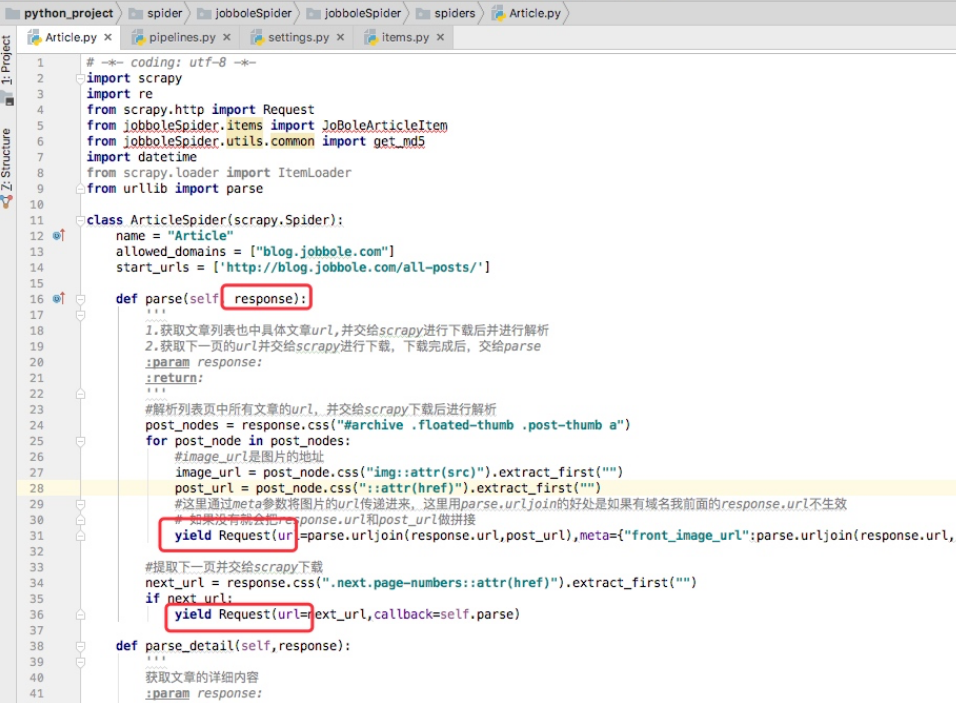 python_project spider jobboleSpider jobboleSpider spiders Article.py
Article.py × pipelines.py × settings.py × items.py ×
1: Project
Z: Structure
1 # -*- coding: utf-8 -*-
2 import scrapy
3 import re
4 from scrapy.http import Request
5 from jobboleSpider.items import JoBoleArticleItem
6 from jobboleSpider.utils.common import get_md5
7 import datetime
8 from scrapy.loader import ItemLoader
9 from urllib import parse
10
11 class ArticleSpider(scrapy.Spider):
12     name = "Article"
13     allowed_domains = ["blog.jobbole.com"]
14     start_urls = ['http://blog.jobbole.com/all-posts/']
15
16     def parse(self, response):
17         '''
18         1.获取文章列表也中具体文章url,并交给scrapy进行下载后并进行解析
19         2.获取下一页的url并交给scrapy进行下载，下载完成后，交给parse
20         :param response:
21         :return:
22         '''
23         #解析列表页中所有文章的url，并交给scrapy下载后进行解析
24         post_nodes = response.css("#archive .floated-thumb .post-thumb a")
25         for post_node in post_nodes:
26             #image_url是图片的地址
27             image_url = post_node.css("img::attr(src)").extract_first("")
28             post_url = post_node.css("::attr(href)").extract_first("")
29             #这里通过meta参数将图片的url传递进来，这里用parse.urljoin的好处是如果有域名我前面的response.url不生效
30             # 如果没有就会把response.url和post_url做拼接
31             yield Request(url=parse.urljoin(response.url,post_url),meta={"front_image_url":parse.urljoin(response.url,
32
33         #提取下一页并交给scrapy下载
34         next_url = response.css(".next.page-numbers::attr(href)").extract_first("")
35         if next_url:
36             yield Request(url=next_url,callback=self.parse)
37
38     def parse_detail(self,response):
39         '''
40         获取文章的详细内容
41         :param response: